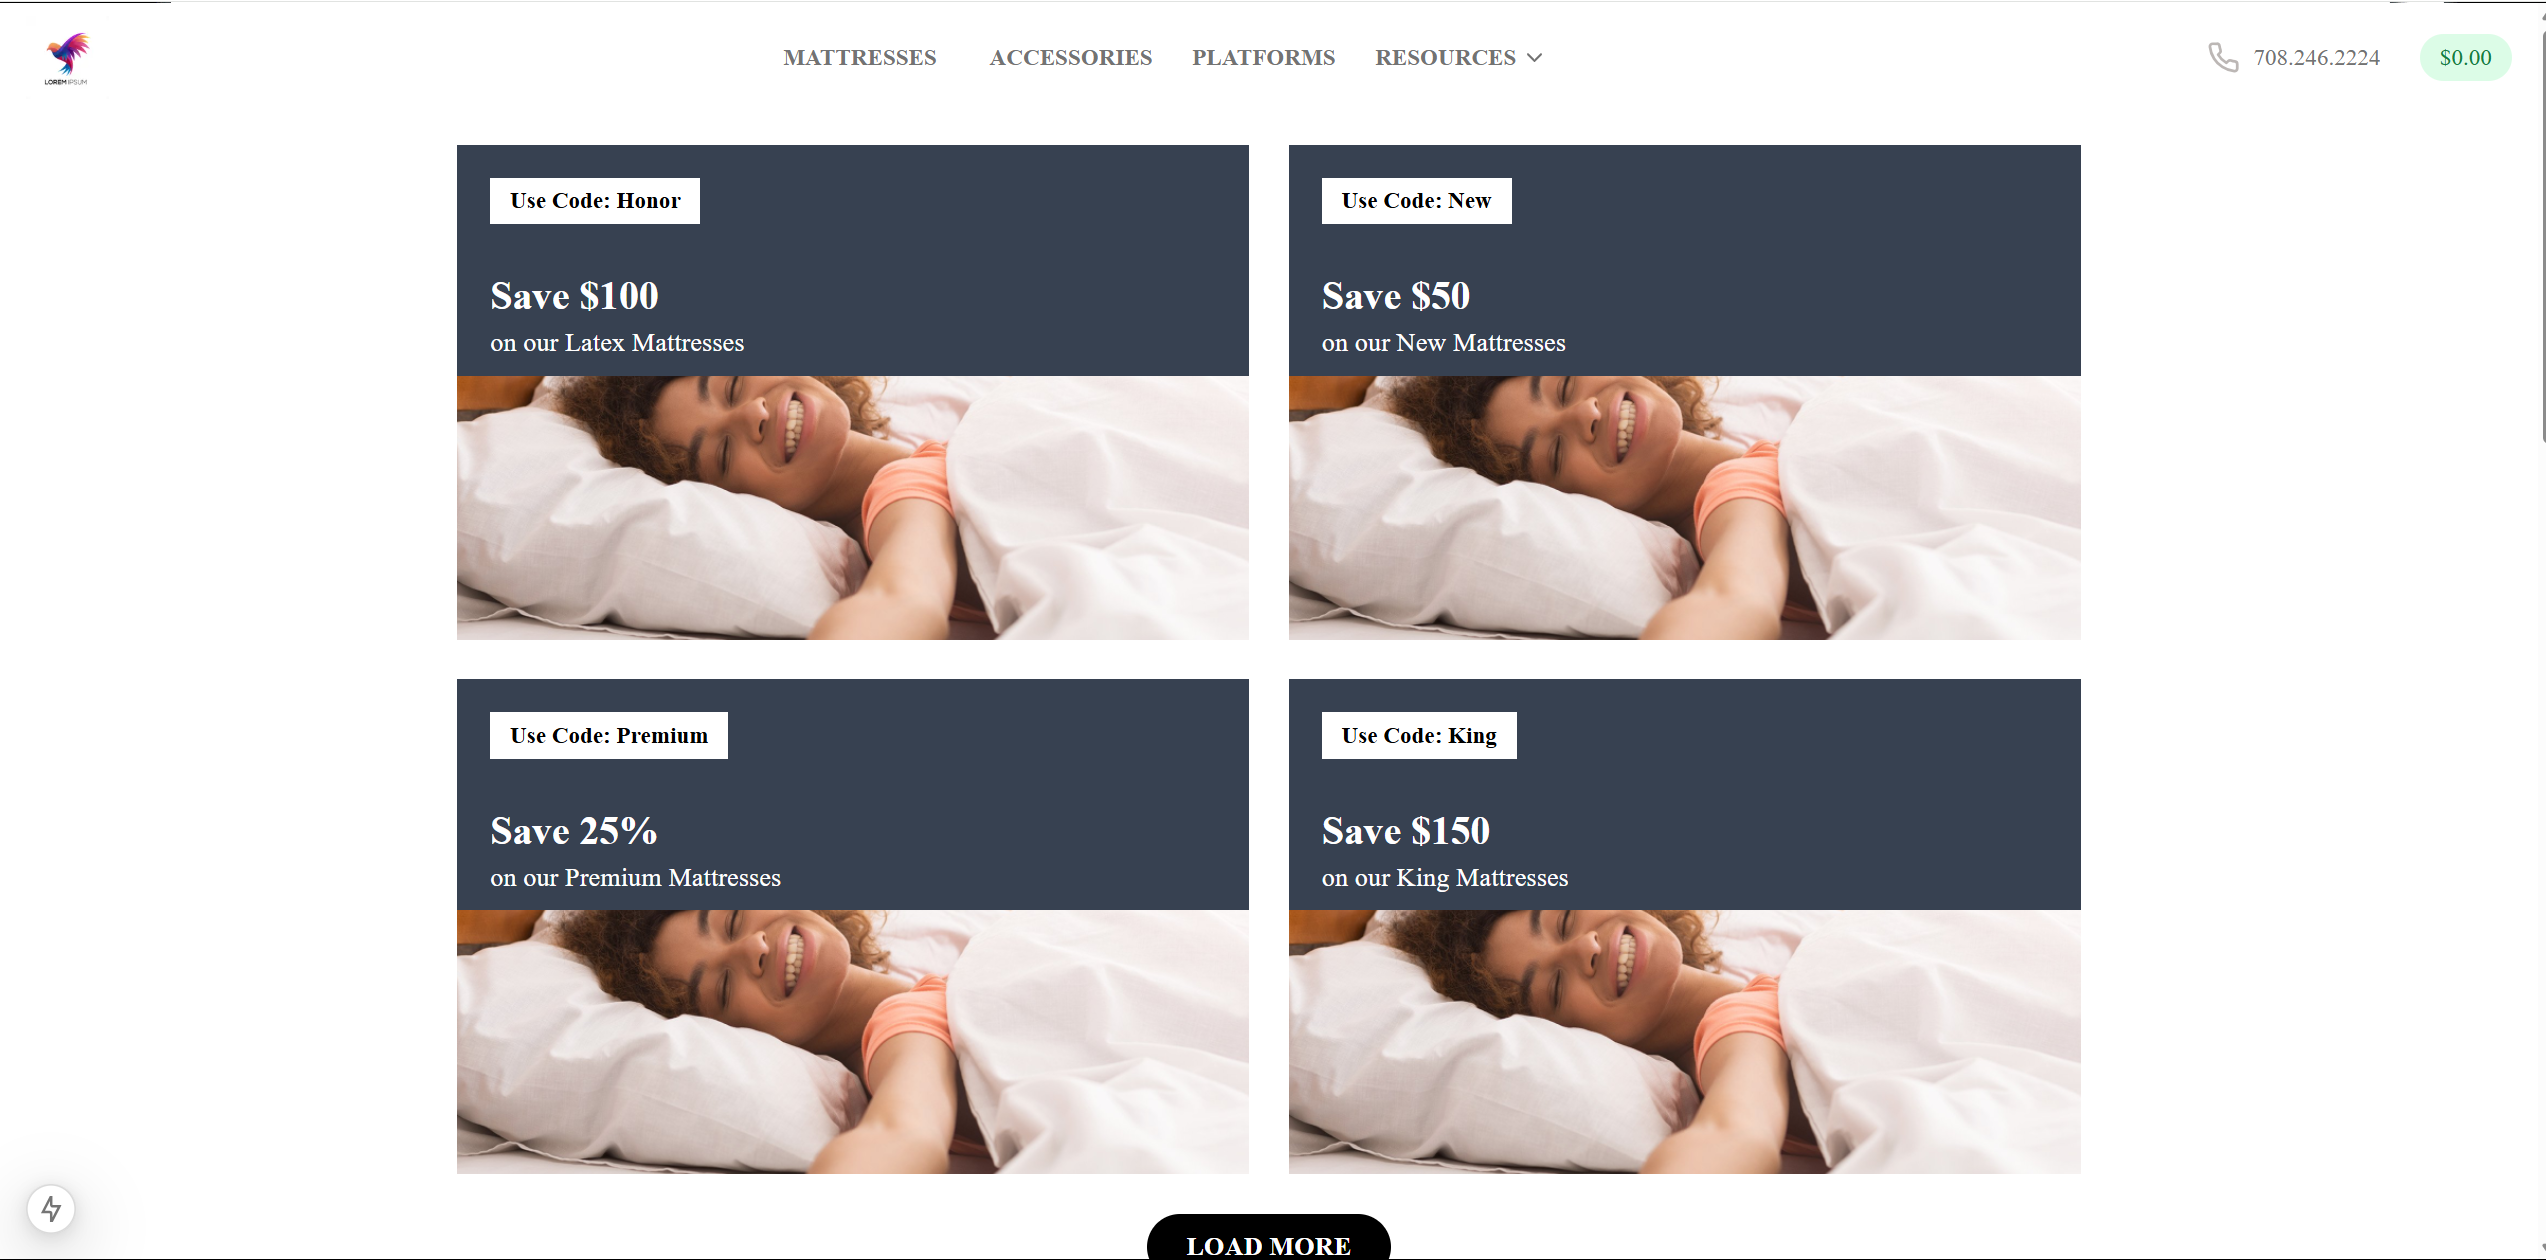 LOREM IPSUM
MATTRESSES ACCESSORIES PLATFORMS RESOURCES
708.246.2224
$0.00
Use Code: Honor
Save $100
on our Latex Mattresses
Use Code: New
Save $50
on our New Mattresses
Use Code: Premium
Save 25%
on our Premium Mattresses
Use Code: King
Save $150
on our King Mattresses
LOAD MORE